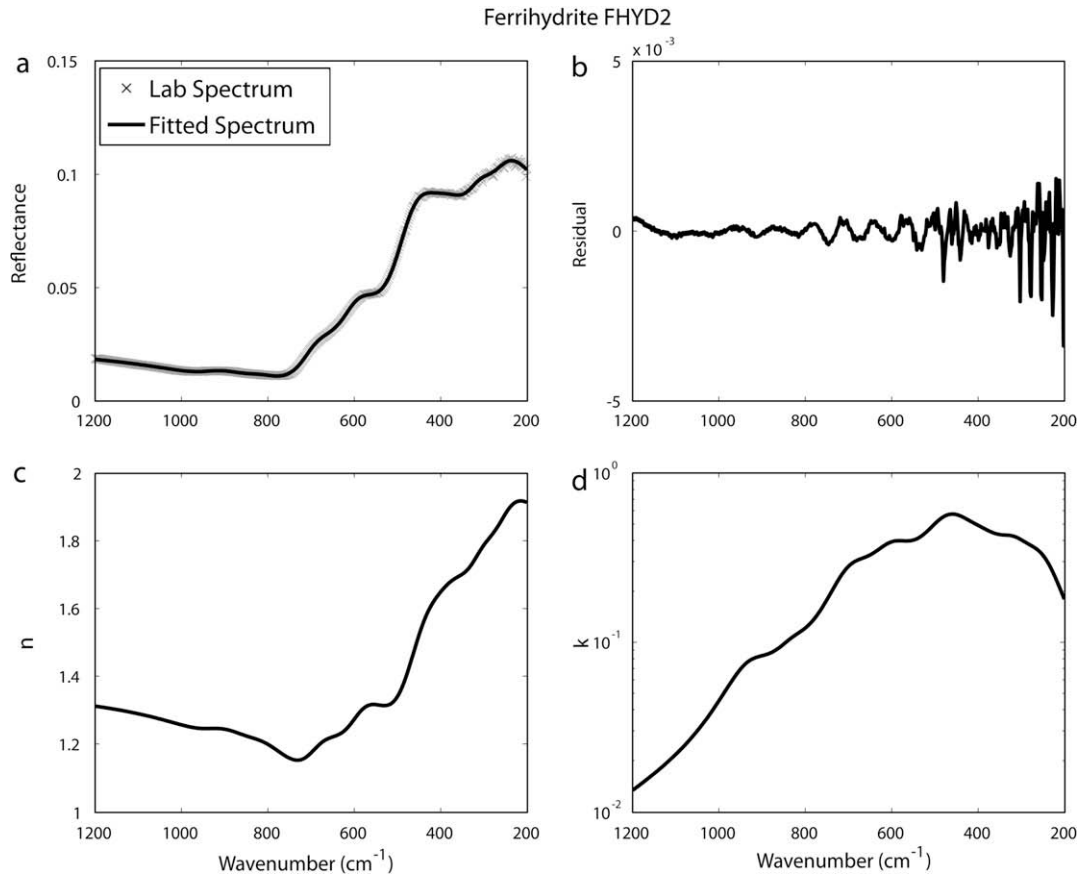 Ferrihydrite FHYD2
a
0.15
0.1
0.05
0
Reflectance
× Lab Spectrum
Fitted Spectrum
1200 1000 800 600 400 200
b
x 10⁻³
5
0
-5
Residual
1200 1000 800 600 400 200
c
2
1.8
1.6
1.4
1.2
1
n
1200 1000 800 600 400 200
Wavenumber (cm⁻¹)
d
10⁰
10⁻¹
10⁻²
k
1200 1000 800 600 400 200
Wavenumber (cm⁻¹)